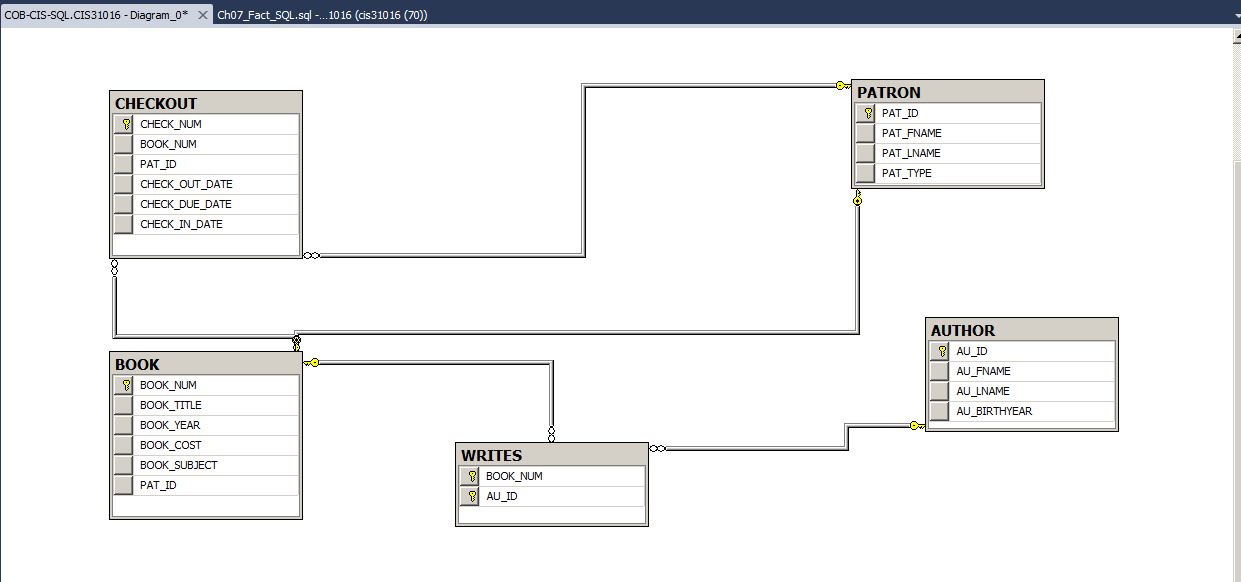 COB-CIS-SQL.CIS31016 - Diagram_0*
Ch07_Fact_SQL.sql -...1016 (cis31016 (70))
CHECKOUT
CHECK_NUM
BOOK_NUM
PAT_ID
CHECK_OUT_DATE
CHECK_DUE_DATE
CHECK_IN_DATE
PATRON
PAT_ID
PAT_FNAME
PAT_LNAME
PAT_TYPE
BOOK
BOOK_NUM
BOOK_TITLE
BOOK_YEAR
BOOK_COST
BOOK_SUBJECT
PAT_ID
WRITES
BOOK_NUM
AU_ID
AUTHOR
AU_ID
AU_FNAME
AU_LNAME
AU_BIRTHYEAR